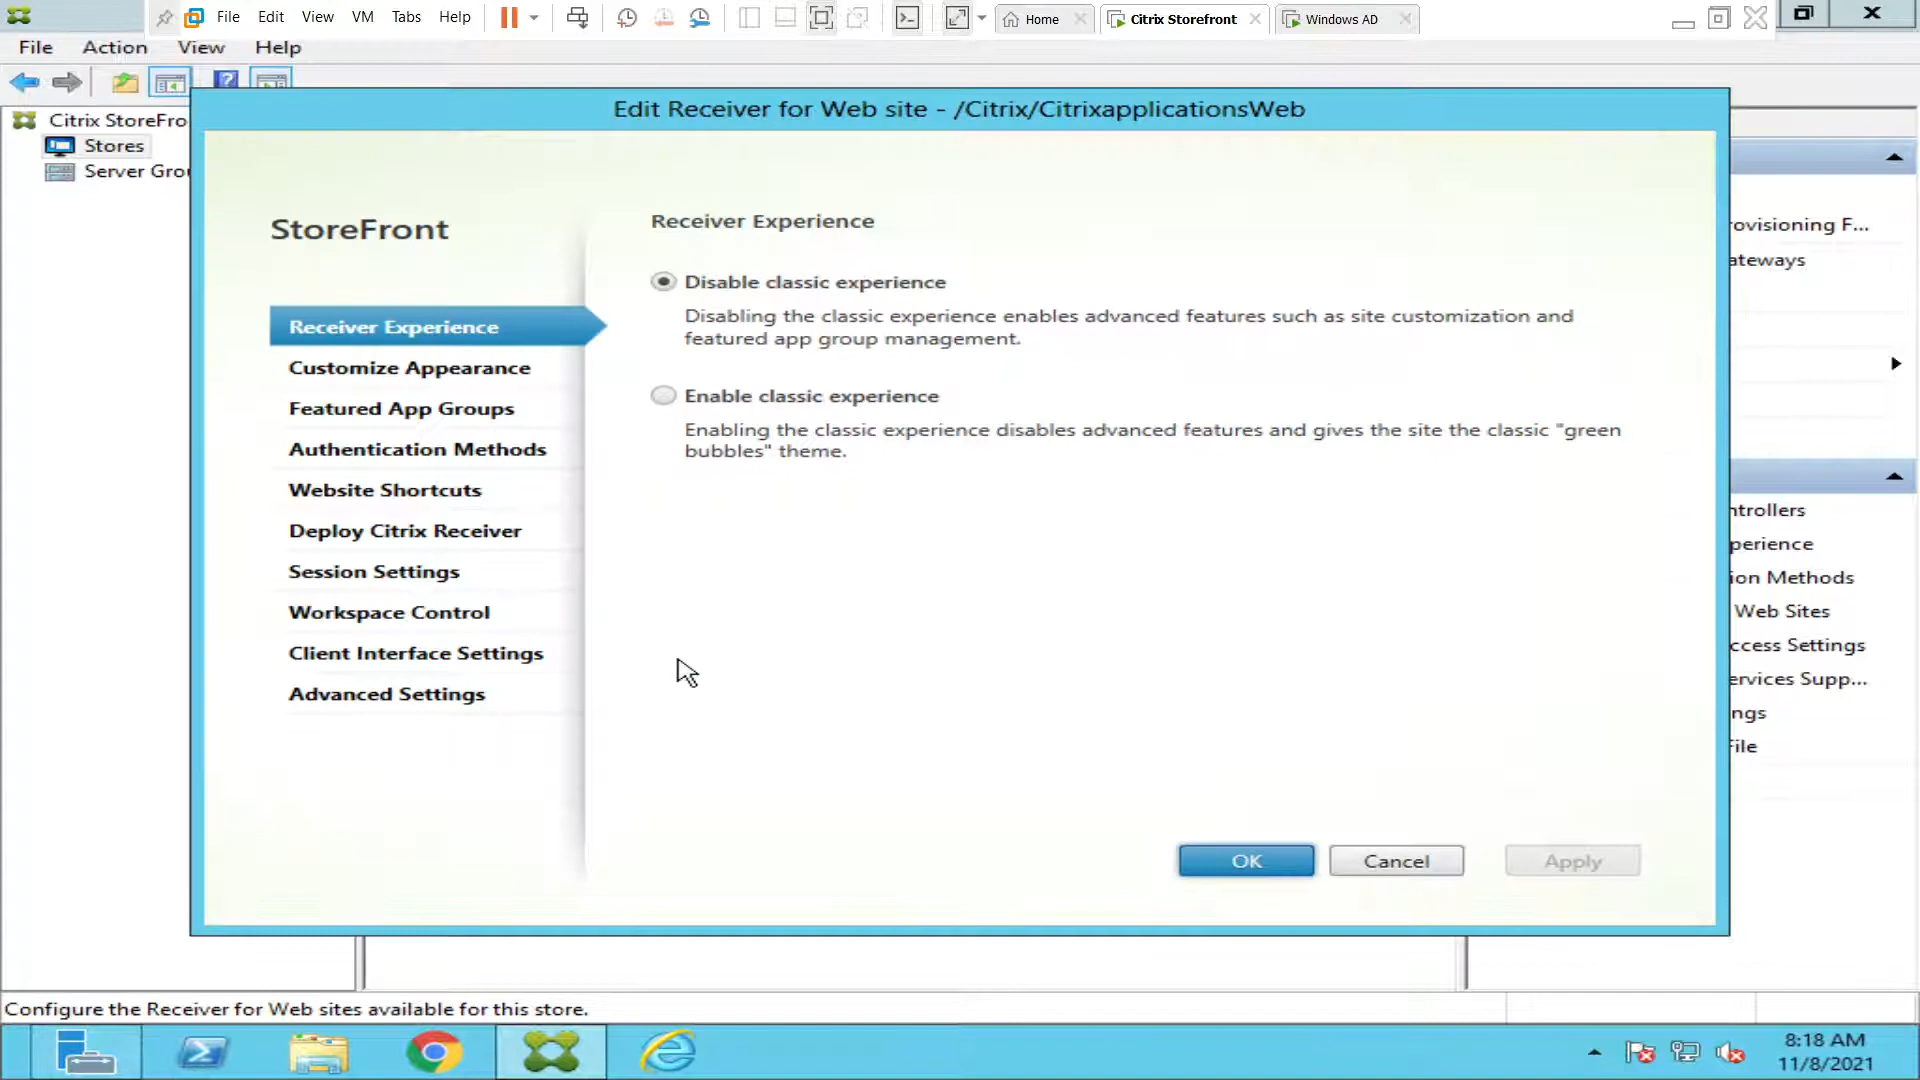 File Edit View VM Tabs Help
Home
Citrix Storefront
Windows AD
File Action View Help
Edit Receiver for Web site - /Citrix/CitrixapplicationsWeb
Citrix StoreFro
Stores
Server Grou
StoreFront
Receiver Experience
Customize Appearance
Featured App Groups
Authentication Methods
Website Shortcuts
Deploy Citrix Receiver
Session Settings
Workspace Control
Client Interface Settings
Advanced Settings
Receiver Experience
Disable classic experience
Disabling the classic experience enables advanced features such as site customization and
featured app group management.
Enable classic experience
Enabling the classic experience disables advanced features and gives the site the classic "green
bubbles" theme.
OK
Cancel
Apply
rovisioning F...
ateways
ntrollers
perience
ion Methods
Web Sites
ccess Settings
ervices Supp...
ngs
File
Configure the Receiver for Web sites available for this store.
8:18 AM
11/8/2021